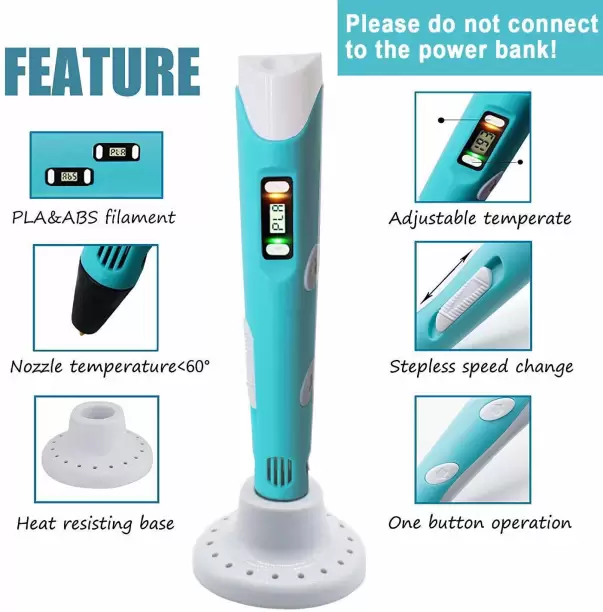 FEATURE
Please do not connect
to the power bank!
PLA
ABS
PLA&ABS filament
PLA
195
Adjustable temperate
Nozzle temperature<60°
Stepless speed change
Heat resisting base
One button operation